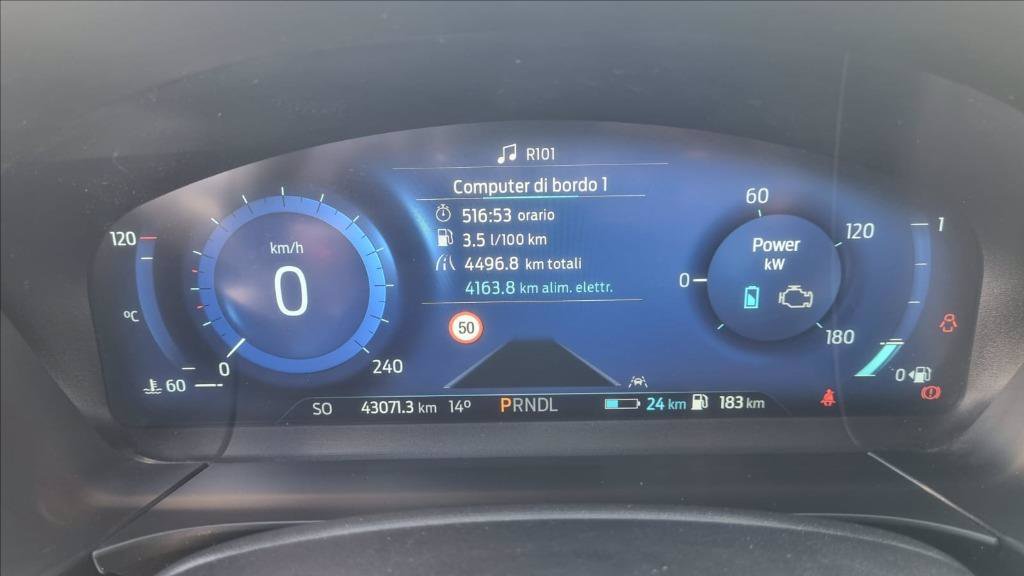 R101
Computer di bordo 1
516:53 orario
3.5 l/100 km
4496.8 km totali
4163.8 km alim. elettr.
120
°C
60
km/h
0
0
240
50
60
0
120
180
Power
kW
1
0
SO
43071.3 km
14°
PRNDL
24 km
183 km